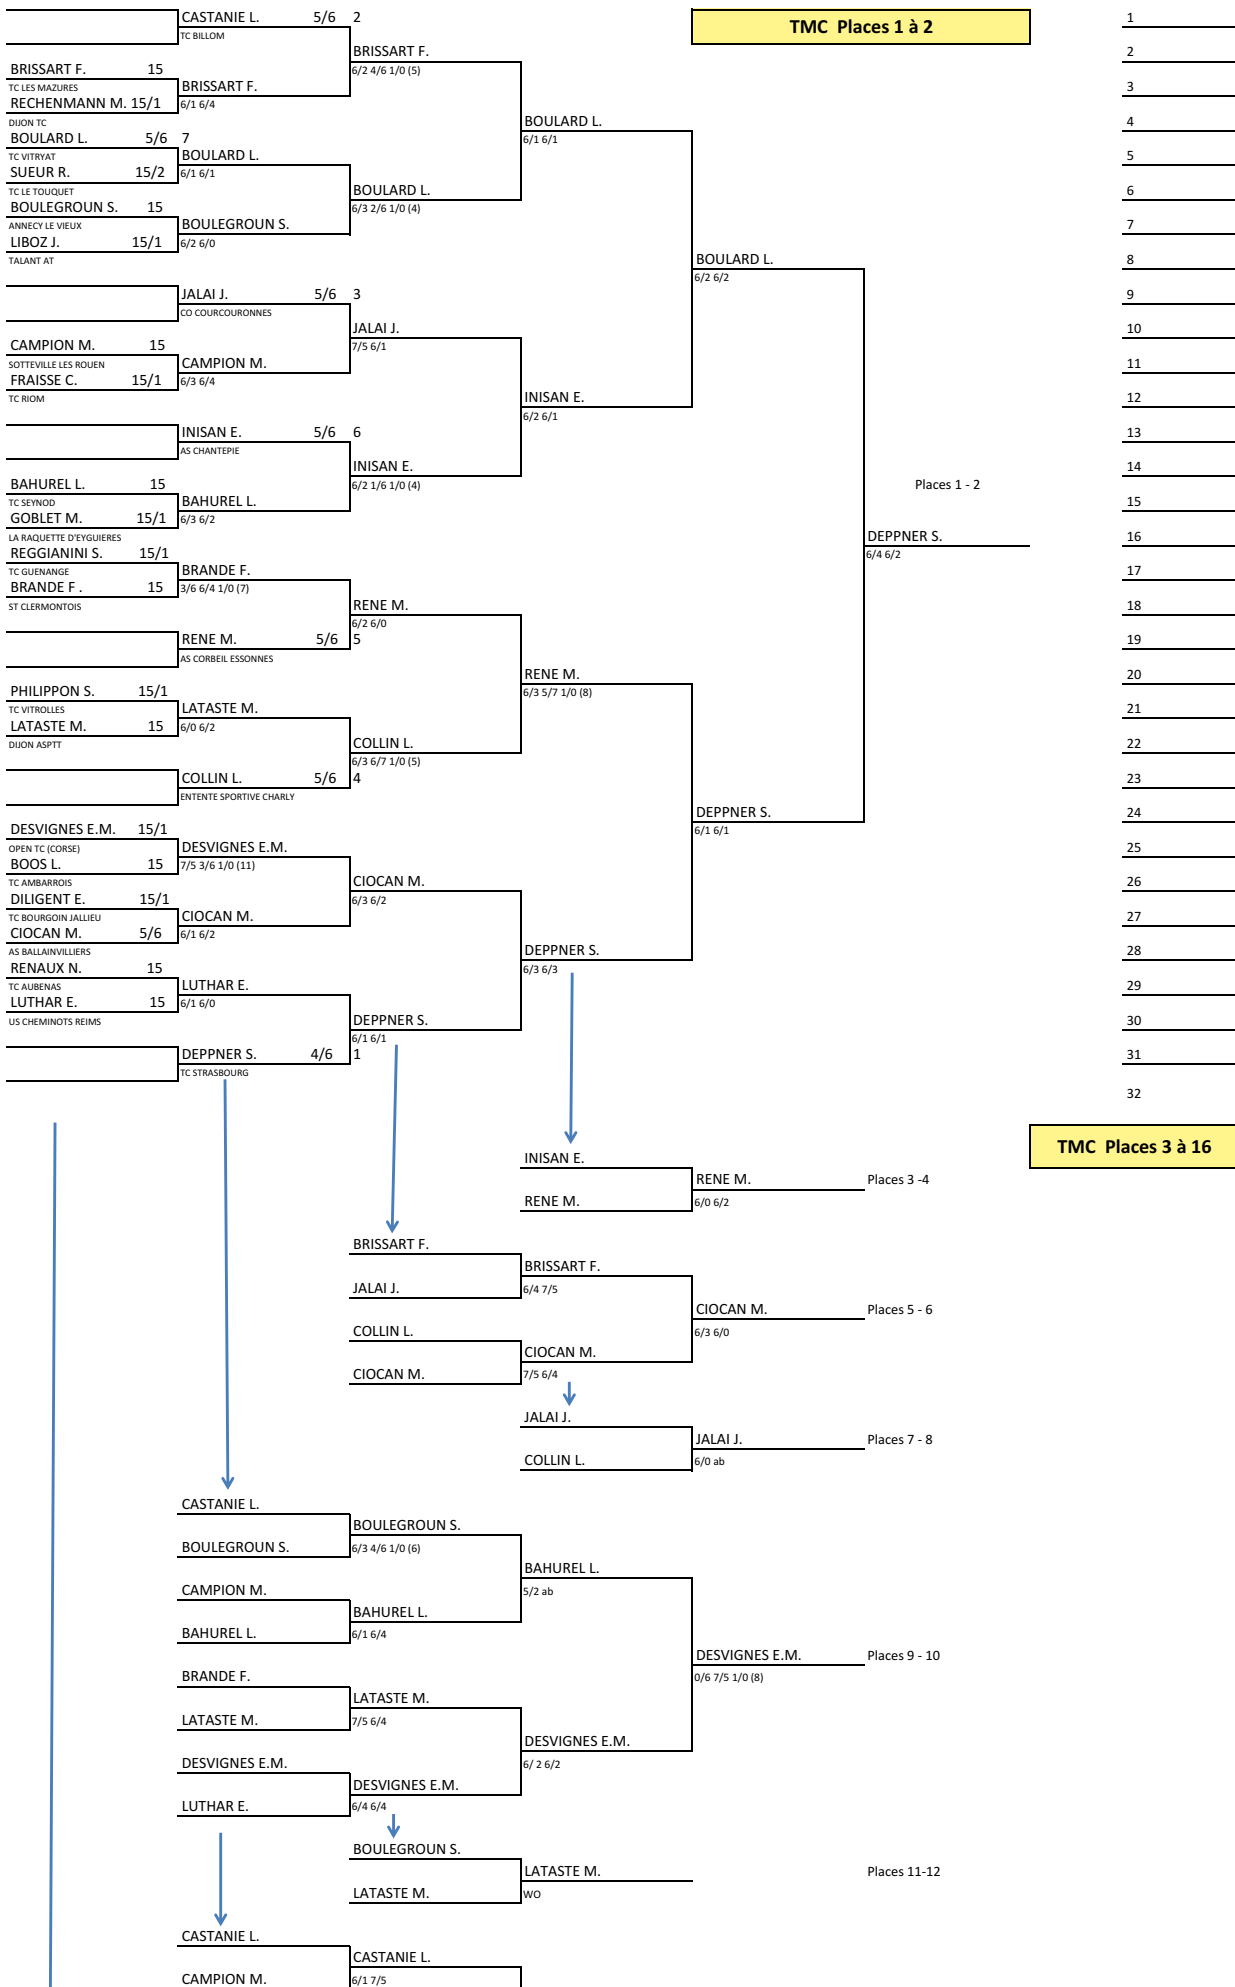 CASTANIE L. 5/6 2
TC BILLOM
TMC Places 1 à 2
1
BRISSART F.
6/2 4/6 1/0 (5)
2
BRISSART F. 15
TC LES MAZURES
BRISSART F.
6/1 6/4
3
RECHENMANN M. 15/1
DIJON TC
BOULARD L.
6/1 6/1
4
BOULARD L. 5/6 7
TC VITRYAT
BOULARD L.
6/1 6/1
5
SUEUR R. 15/2
TC LE TOUQUET
BOULARD L.
6/3 2/6 1/0 (4)
6
BOULEGROUN S. 15
ANNECY LE VIEUX
BOULEGROUN S.
6/2 6/0
7
LIBOZ J. 15/1
TALANT AT
BOULARD L.
6/2 6/2
8
JALAI J. 5/6 3
CO COURCOURONNES
9
JALAI J.
7/5 6/1
10
CAMPION M. 15
SOTTEVILLE LES ROUEN
CAMPION M.
6/3 6/4
11
FRAISSE C. 15/1
TC RIOM
INISAN E.
6/2 6/1
12
INISAN E. 5/6 6
AS CHANTEPIE
13
INISAN E.
6/2 1/6 1/0 (4)
14
BAHUREL L. 15
TC SEYNOD
Places 1 - 2
BAHUREL L.
6/3 6/2
15
GOBLET M. 15/1
LA RAQUETTE D'EYGUIERES
DEPPNER S.
6/4 6/2
16
REGGIANINI S. 15/1
TC GUENANGE
BRANDE F.
3/6 6/4 1/0 (7)
17
BRANDE F . 15
ST CLERMONTOIS
RENE M.
6/2 6/0
18
RENE M. 5/6 5
AS CORBEIL ESSONNES
19
RENE M.
6/3 5/7 1/0 (8)
20
PHILIPPON S. 15/1
TC VITROLLES
LATASTE M.
6/0 6/2
21
LATASTE M. 15
DIJON ASPTT
COLLIN L.
6/3 6/7 1/0 (5)
22
COLLIN L. 5/6 4
ENTENTE SPORTIVE CHARLY
23
DEPPNER S.
6/1 6/1
24
DESVIGNES E.M. 15/1
OPEN TC (CORSE)
DESVIGNES E.M.
7/5 3/6 1/0 (11)
25
BOOS L. 15
TC AMBARROIS
CIOCAN M.
6/3 6/2
26
DILIGENT E. 15/1
TC BOURGOIN JALLIEU
CIOCAN M.
6/1 6/2
27
CIOCAN M. 5/6
AS BALLAINVILLIERS
DEPPNER S.
6/3 6/3
28
RENAUX N. 15
TC AUBENAS
LUTHAR E.
6/1 6/0
29
LUTHAR E. 15
US CHEMINOTS REIMS
DEPPNER S.
6/1 6/1
30
DEPPNER S. 4/6 1
TC STRASBOURG
31
32
TMC Places 3 à 16
INISAN E.
RENE M. Places 3 -4
RENE M.
6/0 6/2
BRISSART F.
BRISSART F.
JALAI J.
6/4 7/5
CIOCAN M. Places 5 - 6
COLLIN L.
6/3 6/0
CIOCAN M.
CIOCAN M.
7/5 6/4
JALAI J.
JALAI J. Places 7 - 8
COLLIN L.
6/0 ab
CASTANIE L.
BOULEGROUN S.
BOULEGROUN S.
6/3 4/6 1/0 (6)
BAHUREL L.
CAMPION M.
5/2 ab
BAHUREL L.
BAHUREL L.
6/1 6/4
DESVIGNES E.M. Places 9 - 10
BRANDE F.
0/6 7/5 1/0 (8)
LATASTE M.
LATASTE M.
7/5 6/4
DESVIGNES E.M.
DESVIGNES E.M.
6/ 2 6/2
DESVIGNES E.M.
LUTHAR E.
6/4 6/4
BOULEGROUN S.
LATASTE M. Places 11-12
LATASTE M.
WO
CASTANIE L.
CASTANIE L.
CAMPION M.
6/1 7/5